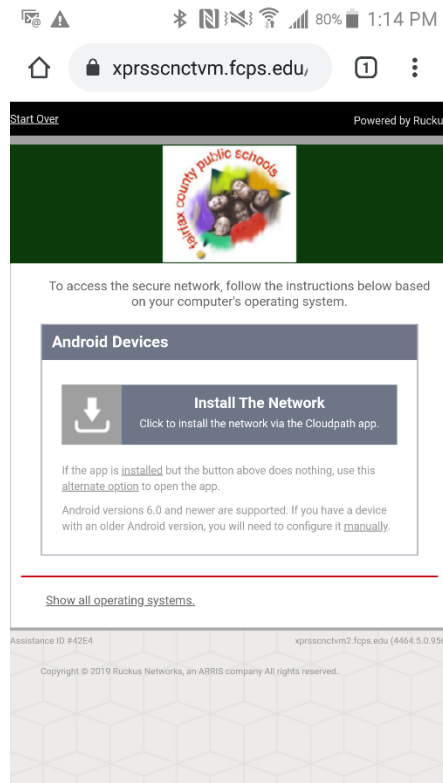 80% 1:14 PM
xprsscnctvm.fcps.edu/
1
Start Over
Powered by Rucku
fairfax county public schools
To access the secure network, follow the instructions below based
on your computer's operating system.
Android Devices
Install The Network
Click to install the network via the Cloudpath app.
If the app is installed but the button above does nothing, use this
alternate option to open the app.
Android versions 6.0 and newer are supported. If you have a device
with an older Android version, you will need to configure it manually.
Show all operating systems.
Assistance ID #42E4
xprsscnctvm2.fcps.edu (4464.5.0.956
Copyright © 2019 Ruckus Networks, an ARRIS company All rights reserved.